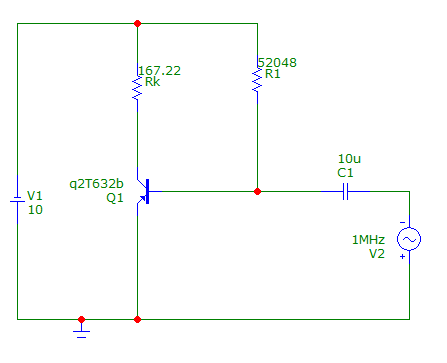 167.22
Rk
52048
R1
10u
C1
q2T632b
Q1
V1
10
1MHz
V2
-
+